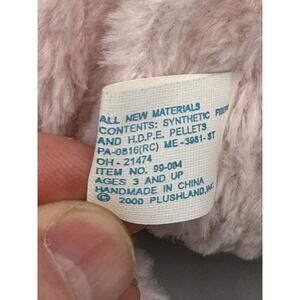 ALL NEW MATERIALS
CONTENTS: SYNTHETIC
AND H.D.P.E. PELLETS
PA-0816(RC) ME-3981-ST
OH-21474
ITEM NO. 99-004
AGES 3 AND UP
HANDMADE IN CHINA
© 2000 PLUSHLAND, INC